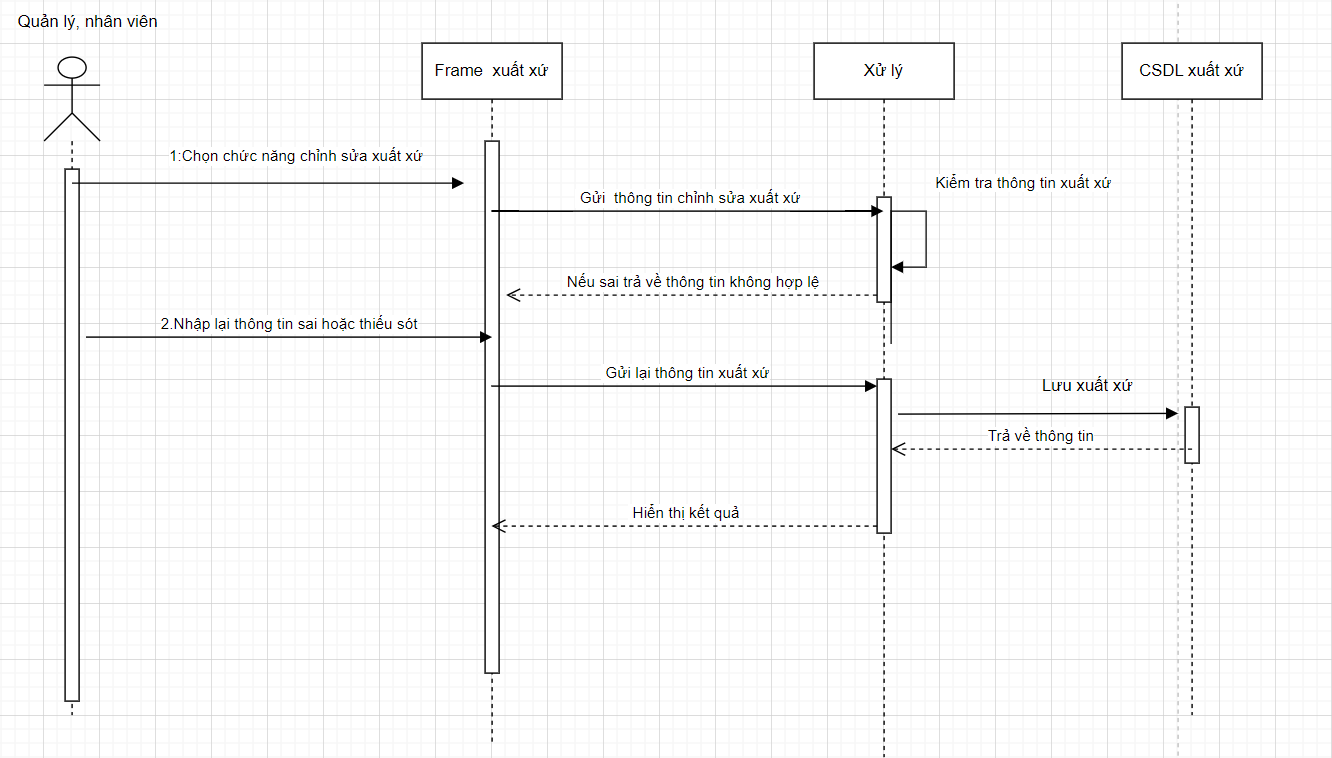 Quản lý, nhân viên
Frame xuất xứ
Xử lý
CSDL xuất xứ
1:Chọn chức năng chỉnh sửa xuất xứ
Kiểm tra thông tin xuất xứ
Gửi thông tin chỉnh sửa xuất xứ
Nếu sai trả về thông tin không hợp lệ
2.Nhập lại thông tin sai hoặc thiếu sót
Gửi lại thông tin xuất xứ
Lưu xuất xứ
Trả về thông tin
Hiển thị kết quả